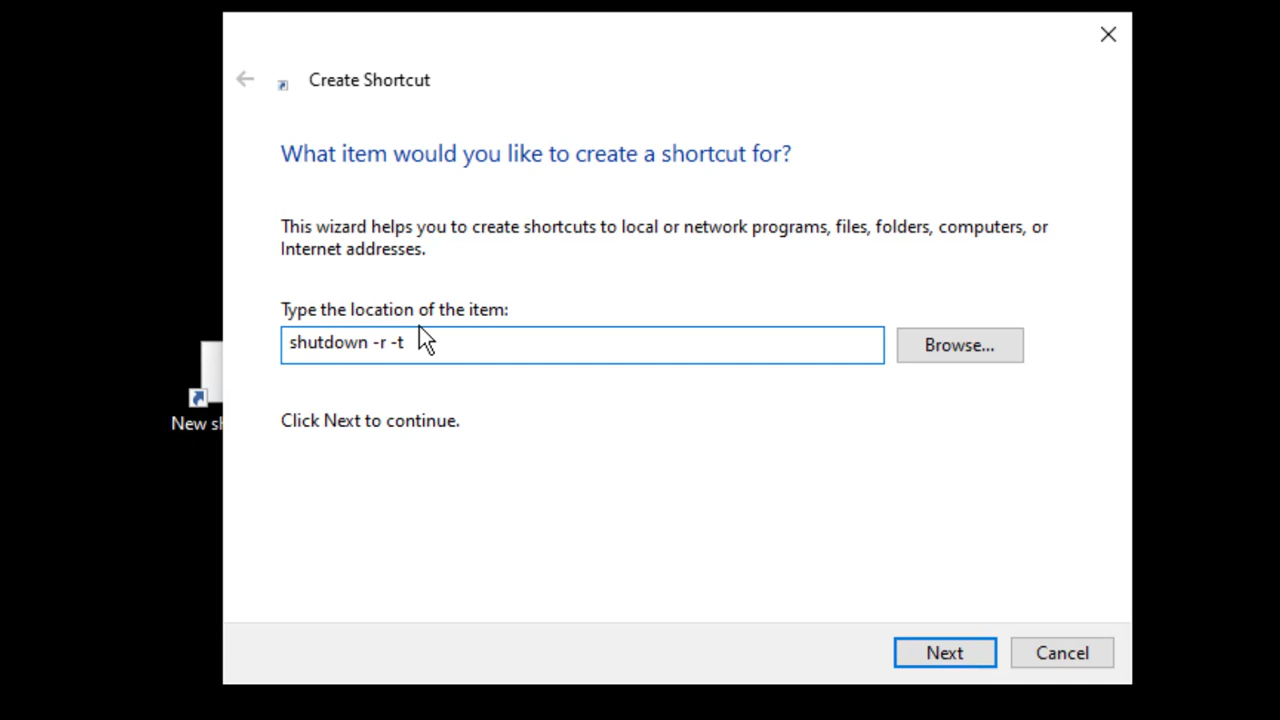 Create Shortcut
What item would you like to create a shortcut for?
This wizard helps you to create shortcuts to local or network programs, files, folders, computers, or
Internet addresses.
Type the location of the item:
shutdown -r -t
Browse...
New
Click Next to continue.
Next
Cancel